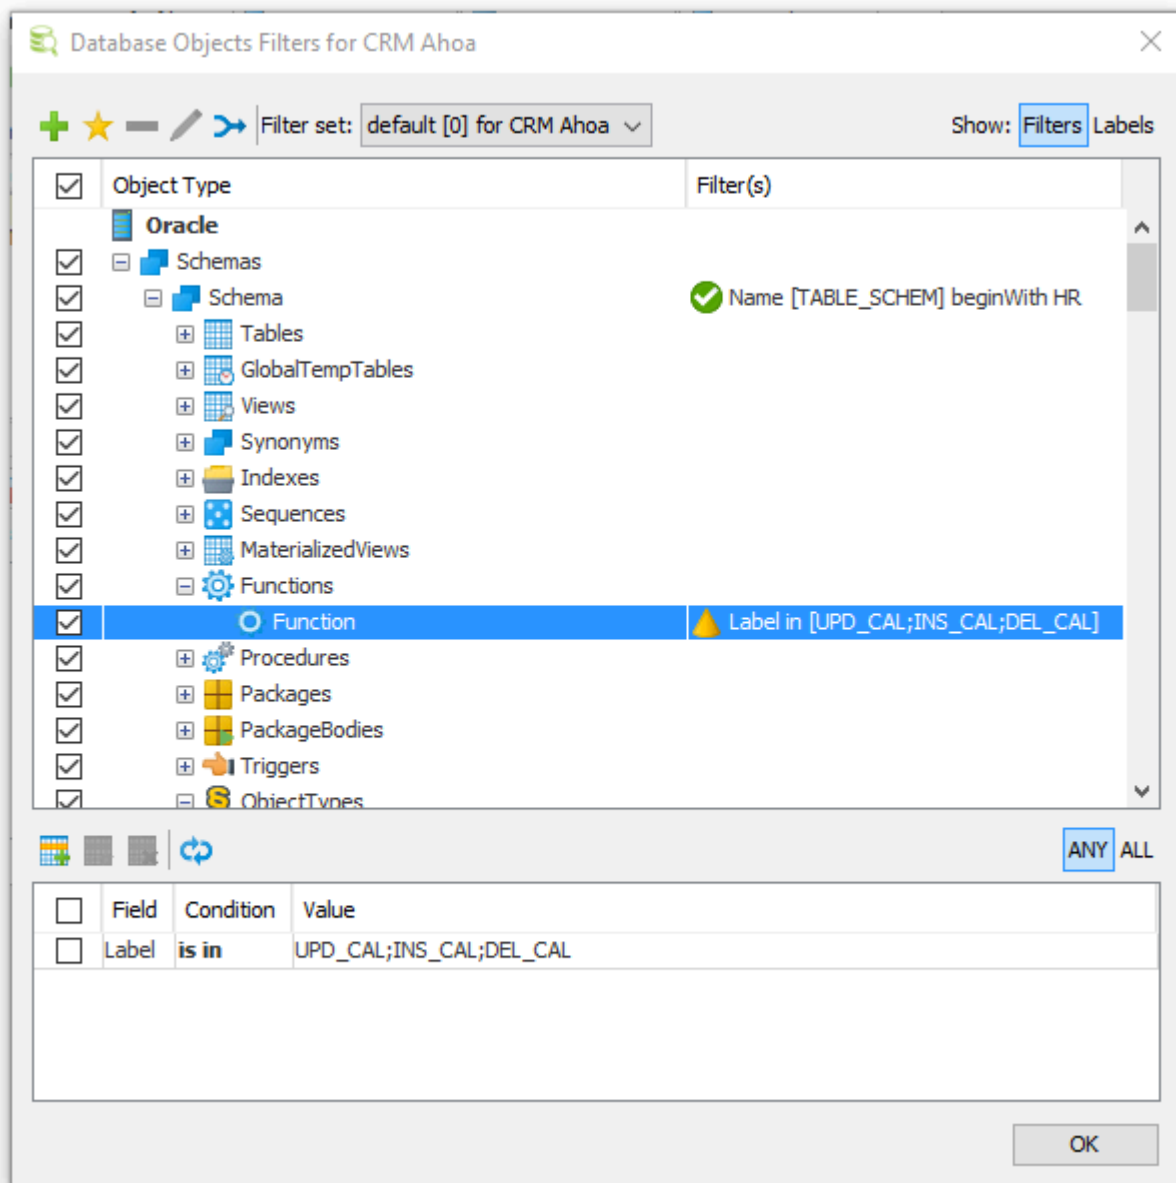 Database Objects Filters for CRM Ahoa
Filter set: default [0] for CRM Ahoa Show: Filters Labels
Object Type Filter(s)
Oracle
Schemas
Schema Name [TABLE_SCHEM] beginWith HR
Tables
GlobalTempTables
Views
Synonyms
Indexes
Sequences
MaterializedViews
Functions
Function Label in [UPD_CAL;INS_CAL;DEL_CAL]
Procedures
Packages
PackageBodies
Triggers
ObjectTypes
ANY ALL
Field Condition Value
Label is in UPD_CAL;INS_CAL;DEL_CAL
OK